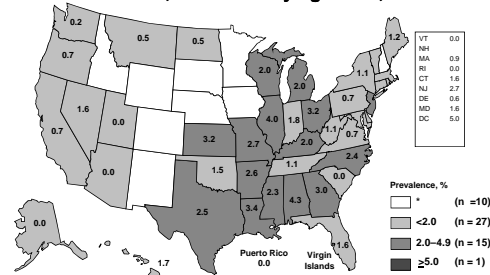 0.2
0.5
0.5
1.2
0.7
2.0
2.0
1.1
VT 0.0
NH
MA 0.9
RI 0.0
CT 1.6
NJ 2.7
DE 0.6
MD 1.6
DC 5.0
1.6
0.0
0.7
4.0
1.8
3.2
0.7
1.1
0.7
3.2
2.7
2.0
0.0
1.5
2.6
1.1
2.4
0.0
2.5
3.4
2.3
4.3
3.0
1.6
0.0
1.7
Puerto Rico
0.0
Virgin
Islands
Prevalence, %
* (n =10)
<2.0 (n = 27)
2.0–4.9 (n = 15)
≥5.0 (n = 1)